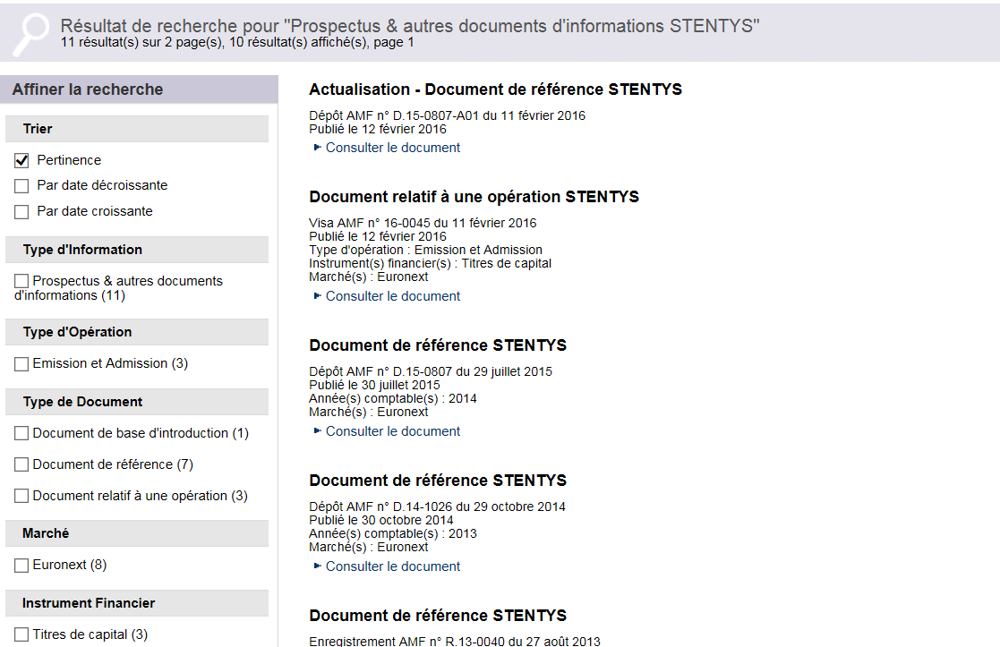 Résultat de recherche pour "Prospectus & autres documents d'informations STENTYS"
11 résultat(s) sur 2 page(s), 10 résultat(s) affiché(s), page 1
Affiner la recherche
Trier
Pertinence
Par date décroissante
Par date croissante
Type d'Information
Prospectus & autres documents
d'informations (11)
Type d'Opération
Emission et Admission (3)
Type de Document
Document de base d'introduction (1)
Document de référence (7)
Document relatif à une opération (3)
Marché
Euronext (8)
Instrument Financier
Titres de capital (3)
Actualisation - Document de référence STENTYS
Dépôt AMF n° D.15-0807-A01 du 11 février 2016
Publié le 12 février 2016
Consulter le document
Document relatif à une opération STENTYS
Visa AMF n° 16-0045 du 11 février 2016
Publié le 12 février 2016
Type d'opération : Emission et Admission
Instrument(s) financier(s) : Titres de capital
Marché(s) : Euronext
Consulter le document
Document de référence STENTYS
Dépôt AMF n° D.15-0807 du 29 juillet 2015
Publié le 30 juillet 2015
Année(s) comptable(s) : 2014
Marché(s) : Euronext
Consulter le document
Document de référence STENTYS
Dépôt AMF n° D.14-1026 du 29 octobre 2014
Publié le 30 octobre 2014
Année(s) comptable(s) : 2013
Marché(s) : Euronext
Consulter le document
Document de référence STENTYS
Enregistrement AMF n° R.13-0040 du 27 août 2013